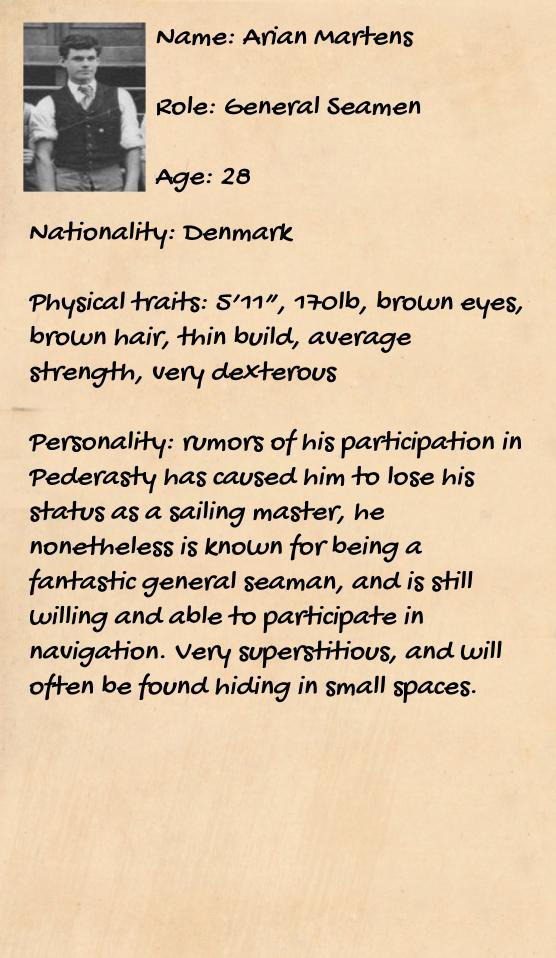 Name: Arian Martens
Role: General Seamen
Age: 28
Nationality: Denmark
Physical traits: 5'11", 170lb, brown eyes,
brown hair, thin build, average
strength, very dexterous
Personality: rumors of his participation in
Pederasty has caused him to lose his
status as a sailing master, he
nonetheless is known for being a
fantastic general seaman, and is still
willing and able to participate in
navigation. Very superstitious, and will
often be found hiding in small spaces.